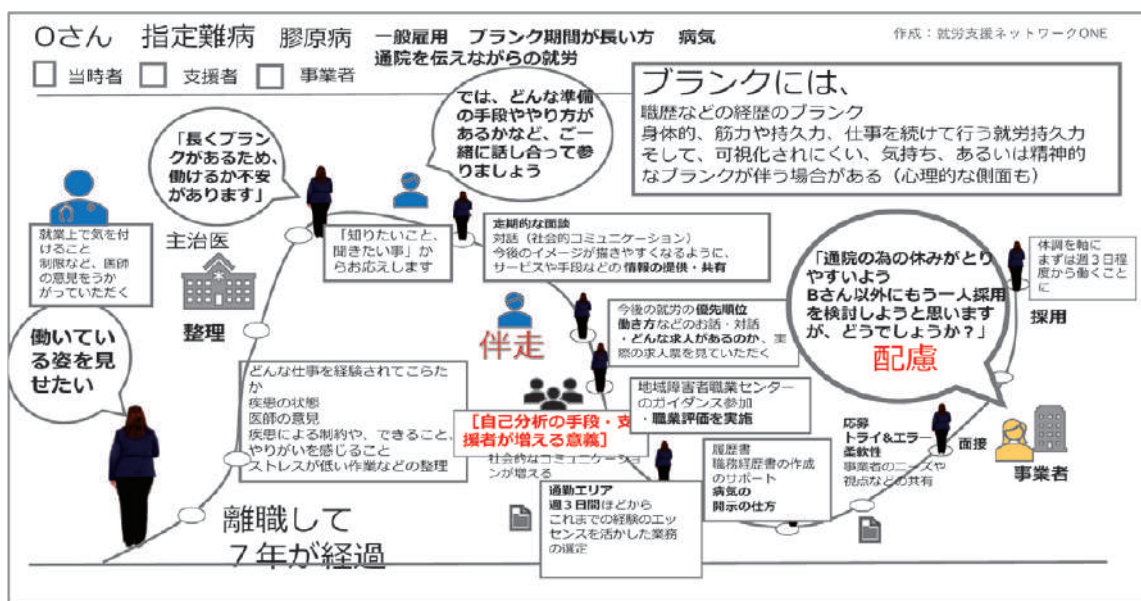 Oさん 指定難病 膠原病 一般雇用 ブランク期間が長い方 病気
通院を伝えながらの就労
作成：就労支援ネットワークONE
当時者 支援者 事業者
ブランクには、
職歴などの経歴のブランク
身体的、筋力や持久力、仕事を続けて行う就労持久力
そして、可視化されにくい、気持ち、あるいは精神的
なブランクが伴う場合がある（心理的な側面も）
では、どんな準備
の手段ややり方が
あるかなど、ご一
緒に話し合って参
りましょう
「長くブラン
クがあるため、
働けるか不安
があります」
就業上で気を付
けること
制限など、医師
の意見をうか
がっていただく
主治医
整理
「知りたいこと、
聞きたい事」か
らお応えします
定期的な面談
対話（社会的コミュニケーション）
今後のイメージが描きやすくなるように、
サービスや手段などの情報の提供・共有
「通院の為の休みがとり
やすいよう
Bさん以外にもう一人採用
を検討しようと思います
が、どうでしょうか？」
配慮
体調を軸に
まずは週３日程
度から働くこと
に
採用
働いてい
る姿を見
せたい
伴走
今後の就労の優先順位
働き方などのお話・対話
・どんな求人があるのか、実
際の求人票を見ていただく
どんな仕事を経験されてこらた
か
疾患の状態
医師の意見
疾患による制約や、できること、
やりがいを感じること
ストレスが低い作業などの整理
［自己分析の手段・支
援者が増える意義］
社会的なコミュニケーショ
ンが増える
地域障害者職業センター
のガイダンス参加
・職業評価を実施
履歴書
職務経歴書の作成
のサポート
病気の
開示の仕方
応募
トライ&エラー
柔軟性
事業者のニーズや
視点などの共有
面接
事業者
通勤エリア
週３日間ほどから
これまでの経験のエッ
センスを活かした業務
の選定
離職して
７年が経過